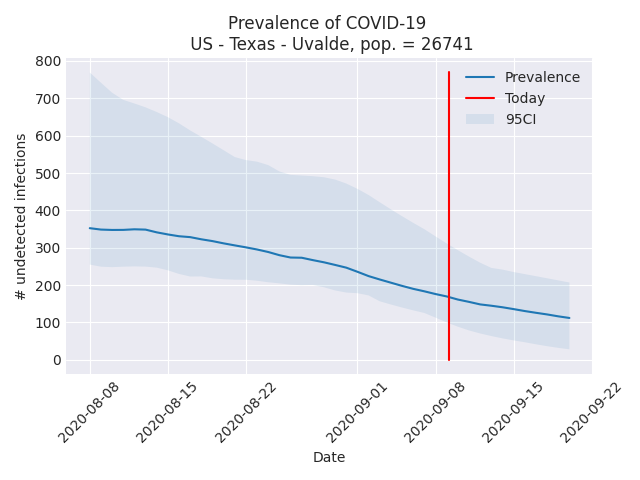 Prevalence of COVID-19
US - Texas - Uvalde, pop. = 26741
800
700
600
500
400
300
200
100
0
# undetected infections
Prevalence
Today
95CI
2020-08-08
2020-08-15
2020-08-22
2020-09-01
2020-09-08
2020-09-15
2020-09-22
Date